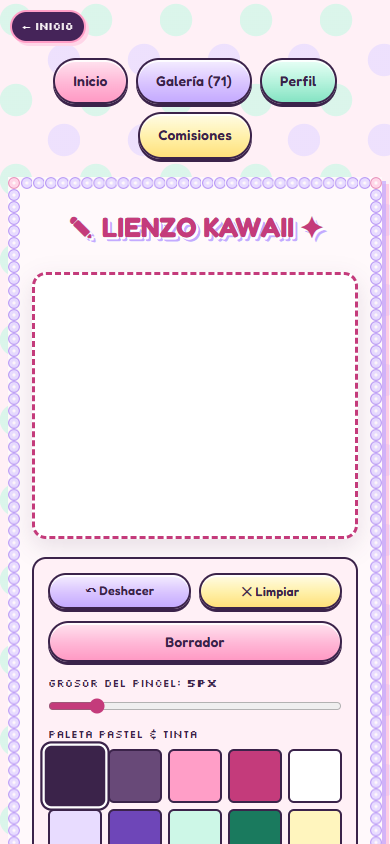 ← INICIO
Inicio
Galería (71)
Perfil
Comisiones
✏ LIENZO KAWAII ✦
↶ Deshacer
✕ Limpiar
Borrador
GROSOR DEL PINCEL: 5PX
PALETA PASTEL & TINTA